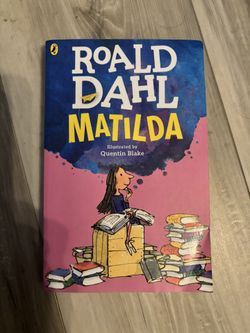 ROALD
DAHL
MATILDA
Illustrated by
Quentin Blake